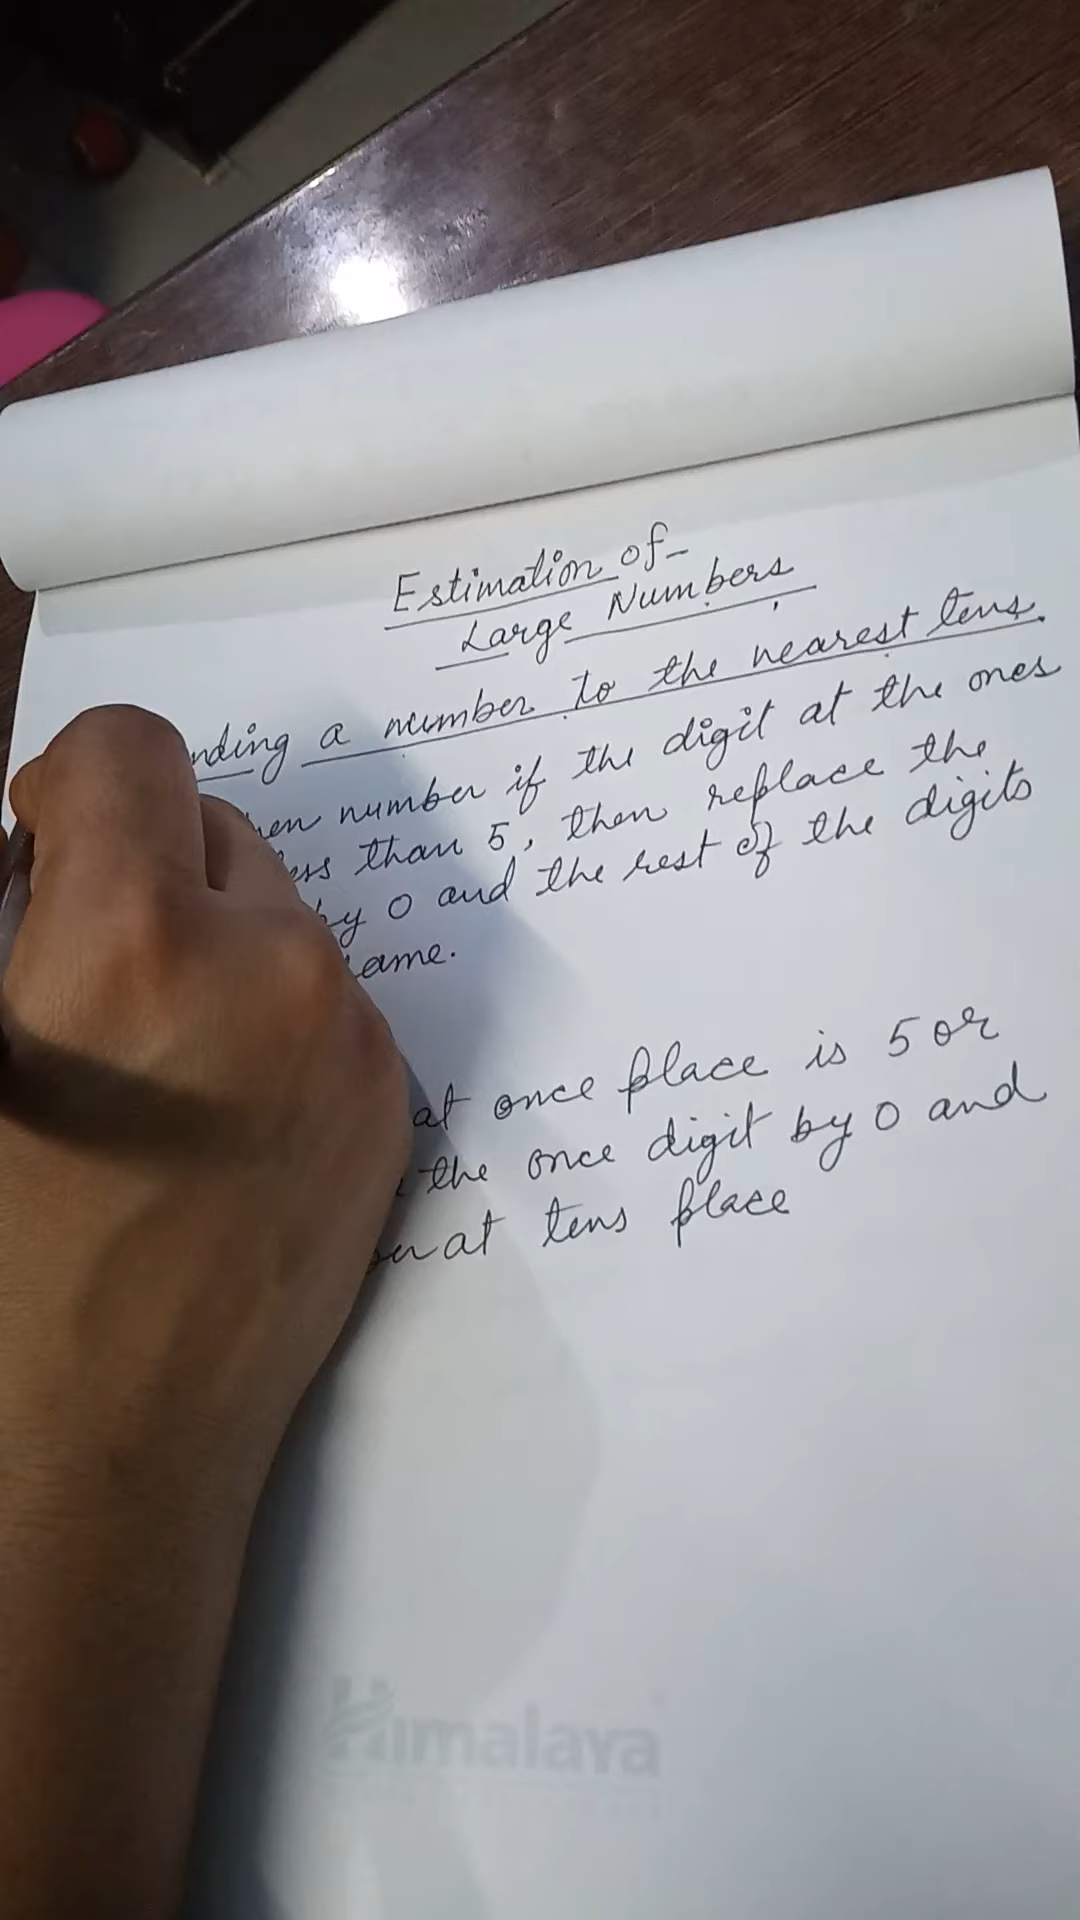 Estimation of-
Large Numbers
nding a number to the nearest tens.
en number if the digit at the ones
ess than 5, then replace the
by 0 and the rest of the digits
ame.
at once place is 5 or
the once digit by 0 and
at tens place
Himalaya